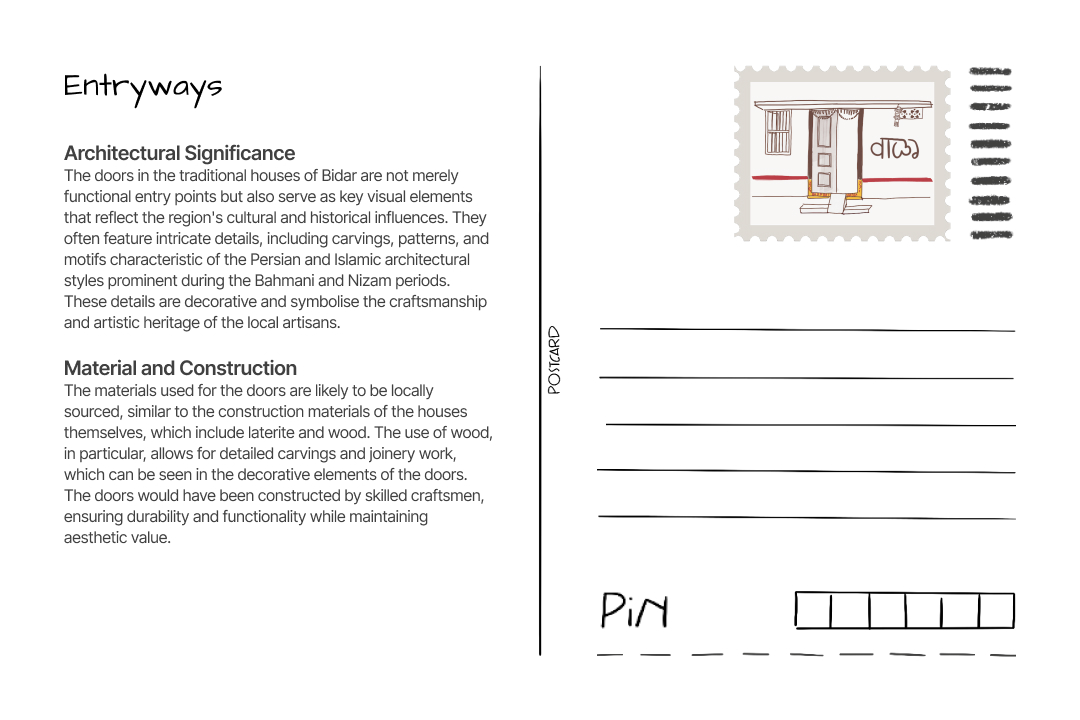 Entryways
Architectural Significance
The doors in the traditional houses of Bidar are not merely
functional entry points but also serve as key visual elements
that reflect the region's cultural and historical influences. They
often feature intricate details, including carvings, patterns, and
motifs characteristic of the Persian and Islamic architectural
styles prominent during the Bahmani and Nizam periods.
These details are decorative and symbolise the craftsmanship
and artistic heritage of the local artisans.
Material and Construction
The materials used for the doors are likely to be locally
sourced, similar to the construction materials of the houses
themselves, which include laterite and wood. The use of wood,
in particular, allows for detailed carvings and joinery work,
which can be seen in the decorative elements of the doors.
The doors would have been constructed by skilled craftsmen,
ensuring durability and functionality while maintaining
aesthetic value.
POSTCARD
PiN